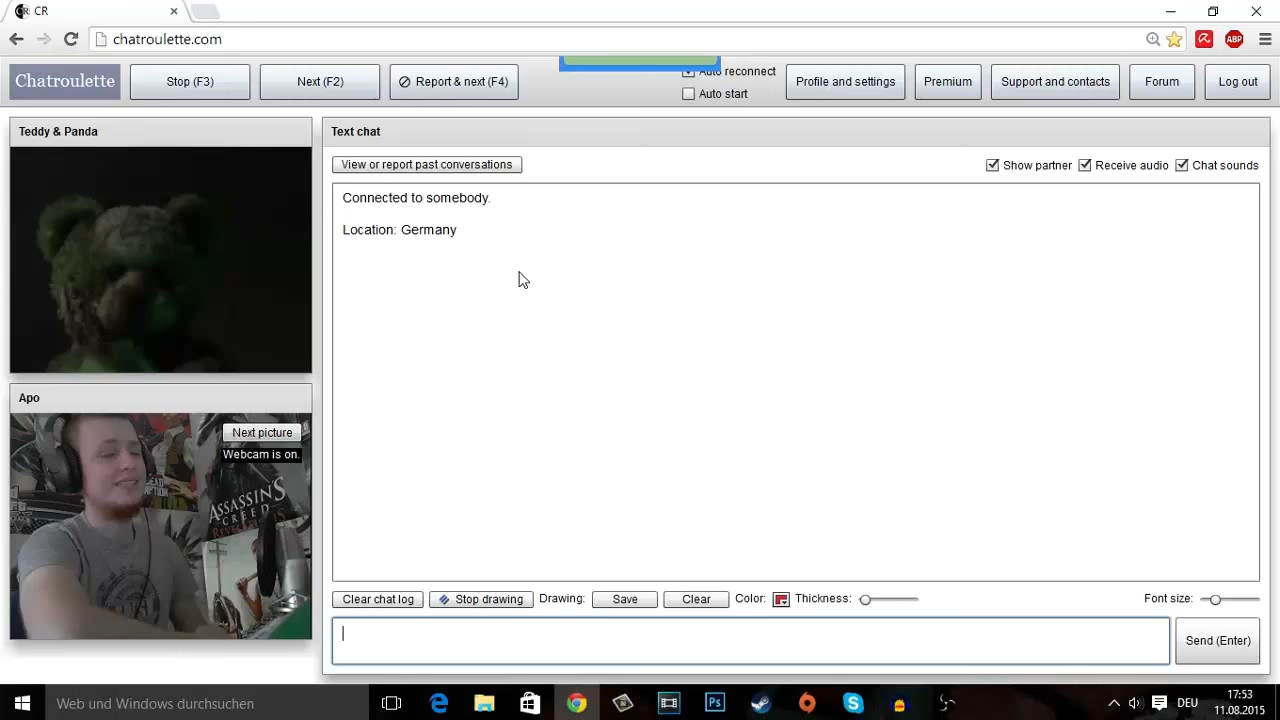 CR
chatroulette.com
ABP
Chatroulette
Stop (F3)
Next (F2)
Report & next (F4)
Auto reconnect
Auto start
Profile and settings
Premium
Support and contacts
Forum
Log out
Teddy & Panda
Text chat
View or report past conversations
Show partner
Receive audio
Chat sounds
Connected to somebody.
Location: Germany
Apo
Next picture
Webcam is on.
ASSASSIN'S
CREED
Clear chat log
Stop drawing
Drawing:
Save
Clear
Color:
Thickness:
Font size:
Send (Enter)
Web und Windows durchsuchen
Ps
DEU
17:53
11.08.2015